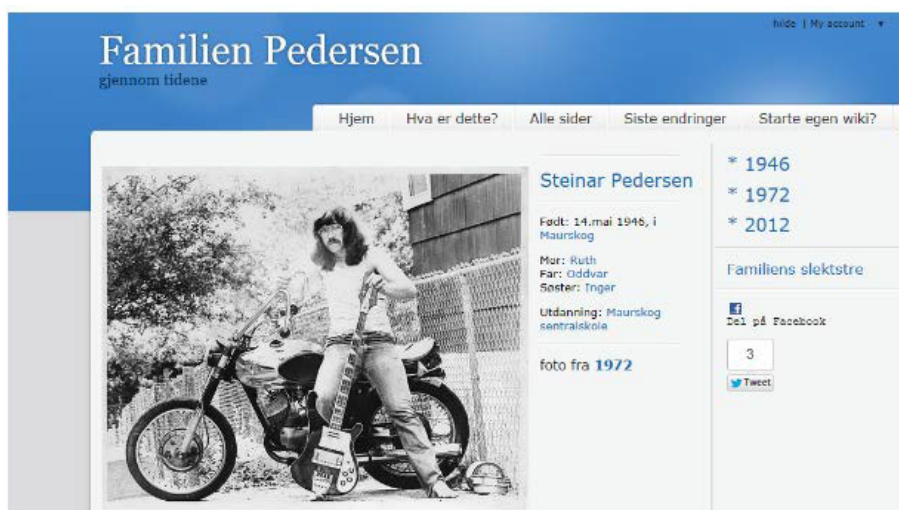 Familien Pedersen
gjennom tidene
hilde | My account ▼
Hjem Hva er dette? Alle sider Siste endringer Starte egen wiki?
Steinar Pedersen
Født: 14.mai 1946, i
Maurskog
Mor: Ruth
Far: Oddvar
Søster: Inger
Utdanning: Maurskog
sentralskole
foto fra 1972
* 1946
* 1972
* 2012
Familiens slektstre
Del på Facebook
3
Tweet